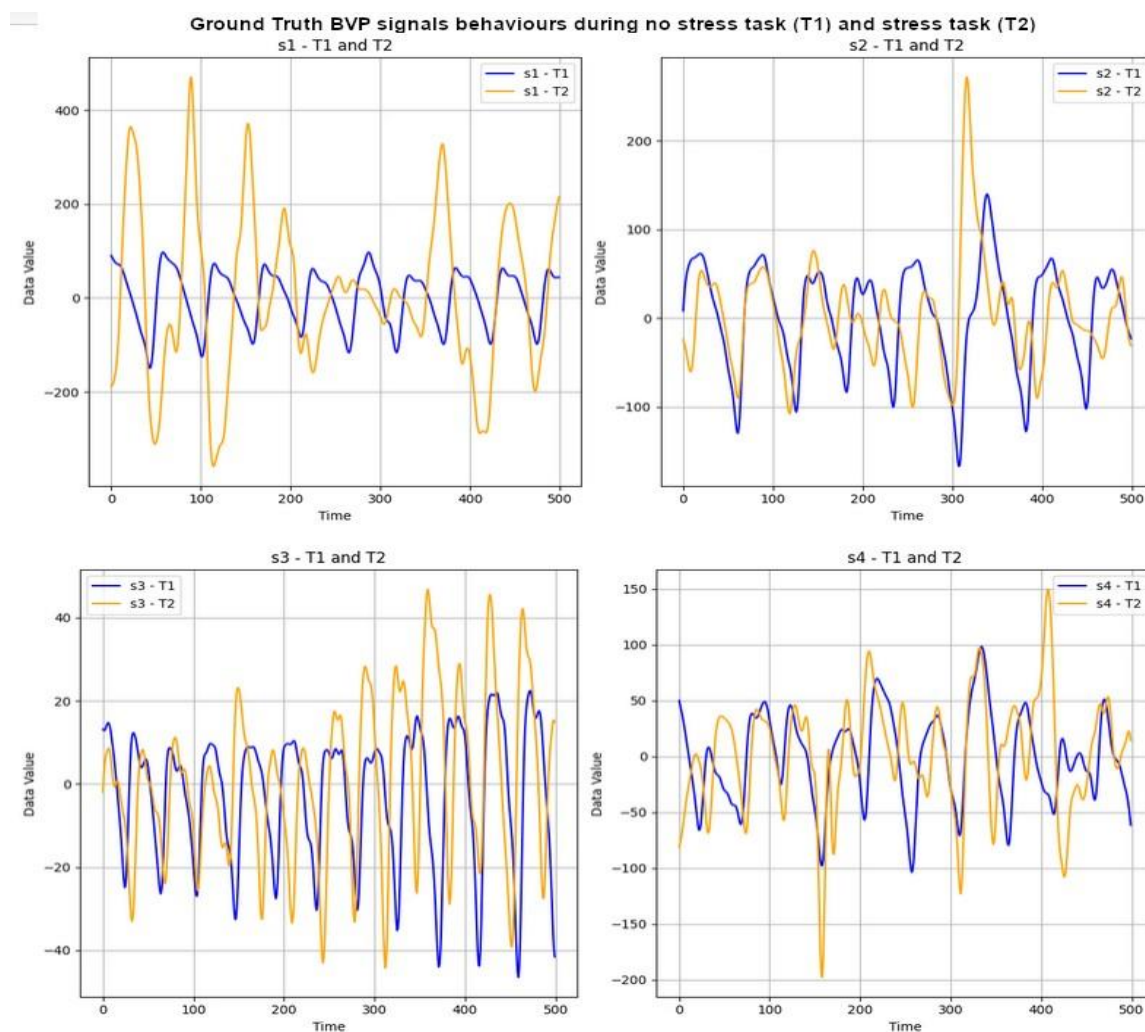 Ground Truth BVP signals behaviours during no stress task (T1) and stress task (T2)
s1 - T1 and T2
s1 - T1
s1 - T2
400
200
0
−200
Data Value
0 100 200 300 400 500
Time
s2 - T1 and T2
s2 - T1
s2 - T2
200
100
0
−100
Data Value
0 100 200 300 400 500
Time
s3 - T1 and T2
s3 - T1
s3 - T2
40
20
0
−20
−40
Data Value
0 100 200 300 400 500
Time
s4 - T1 and T2
s4 - T1
s4 - T2
150
100
50
0
−50
−100
−150
−200
Data Value
0 100 200 300 400 500
Time